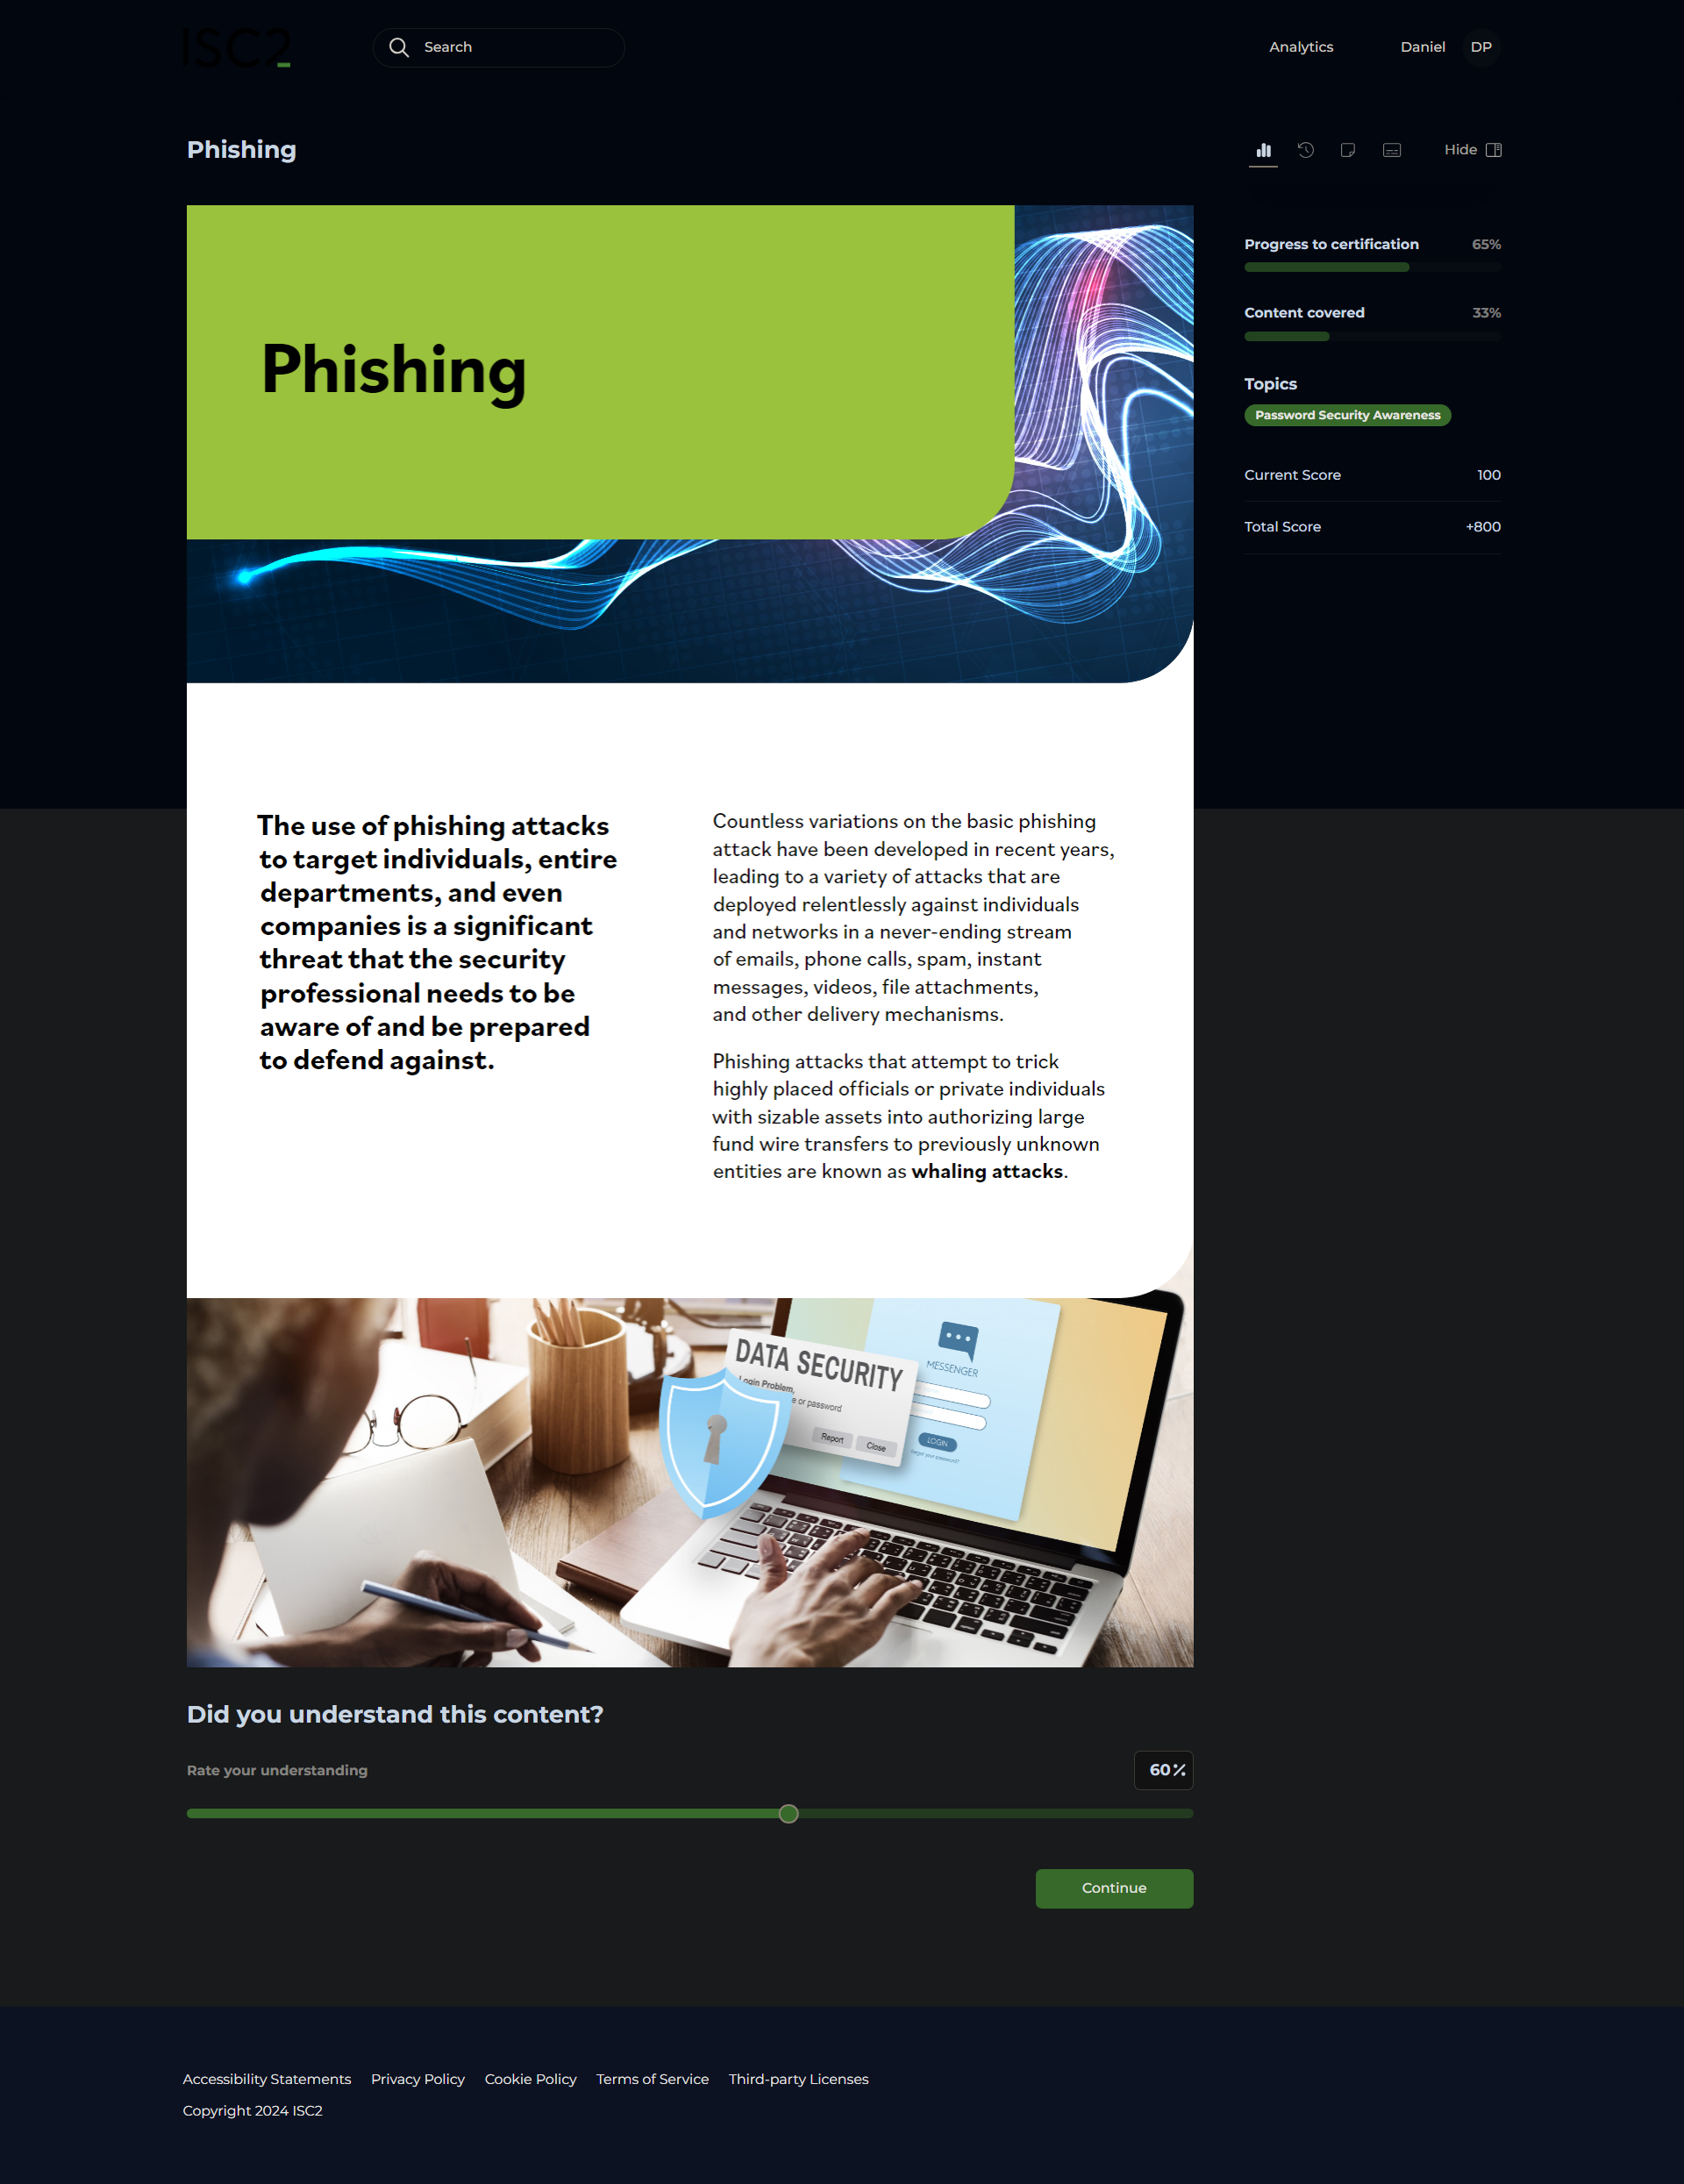 ISC2
Search
Analytics
Daniel
DP
Phishing
Hide
Phishing
Progress to certification
65%
Content covered
33%
Topics
Password Security Awareness
Current Score
100
Total Score
+800
The use of phishing attacks
to target individuals, entire
departments, and even
companies is a significant
threat that the security
professional needs to be
aware of and be prepared
to defend against.
Countless variations on the basic phishing
attack have been developed in recent years,
leading to a variety of attacks that are
deployed relentlessly against individuals
and networks in a never-ending stream
of emails, phone calls, spam, instant
messages, videos, file attachments,
and other delivery mechanisms.
Phishing attacks that attempt to trick
highly placed officials or private individuals
with sizable assets into authorizing large
fund wire transfers to previously unknown
entities are known as whaling attacks.
DATA SECURITY
Login Problem,
or password
Report
Close
MESSENGER
LOGIN
forgot your password?
Did you understand this content?
Rate your understanding
60%
Continue
Accessibility Statements
Privacy Policy
Cookie Policy
Terms of Service
Third-party Licenses
Copyright 2024 ISC2